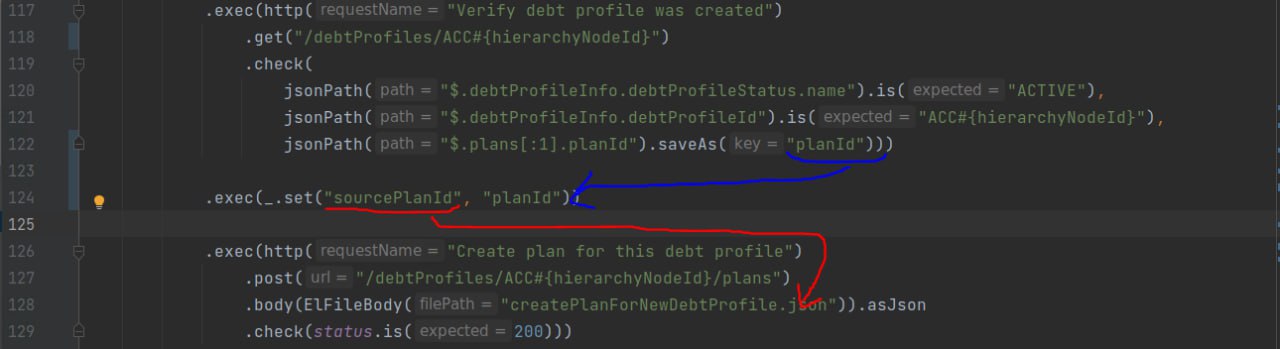 117 .exec(http( requestName = "Verify debt profile was created")
118 .get("/debtProfiles/ACC#{hierarchyNodeId}")
119 .check(
120 jsonPath( path = "$.debtProfileInfo.debtProfileStatus.name").is( expected = "ACTIVE"),
121 jsonPath( path = "$.debtProfileInfo.debtProfileId").is( expected = "ACC#{hierarchyNodeId}"),
122 jsonPath( path = "$.plans[:1].planId").saveAs( key = "planId")))
123
124 .exec(_.set("sourcePlanId", "planId"))
125
126 .exec(http( requestName = "Create plan for this debt profile")
127 .post( url = "/debtProfiles/ACC#{hierarchyNodeId}/plans")
128 .body(ElFileBody( filePath = "createPlanForNewDebtProfile.json")).asJson
129 .check(status.is( expected = 200)))